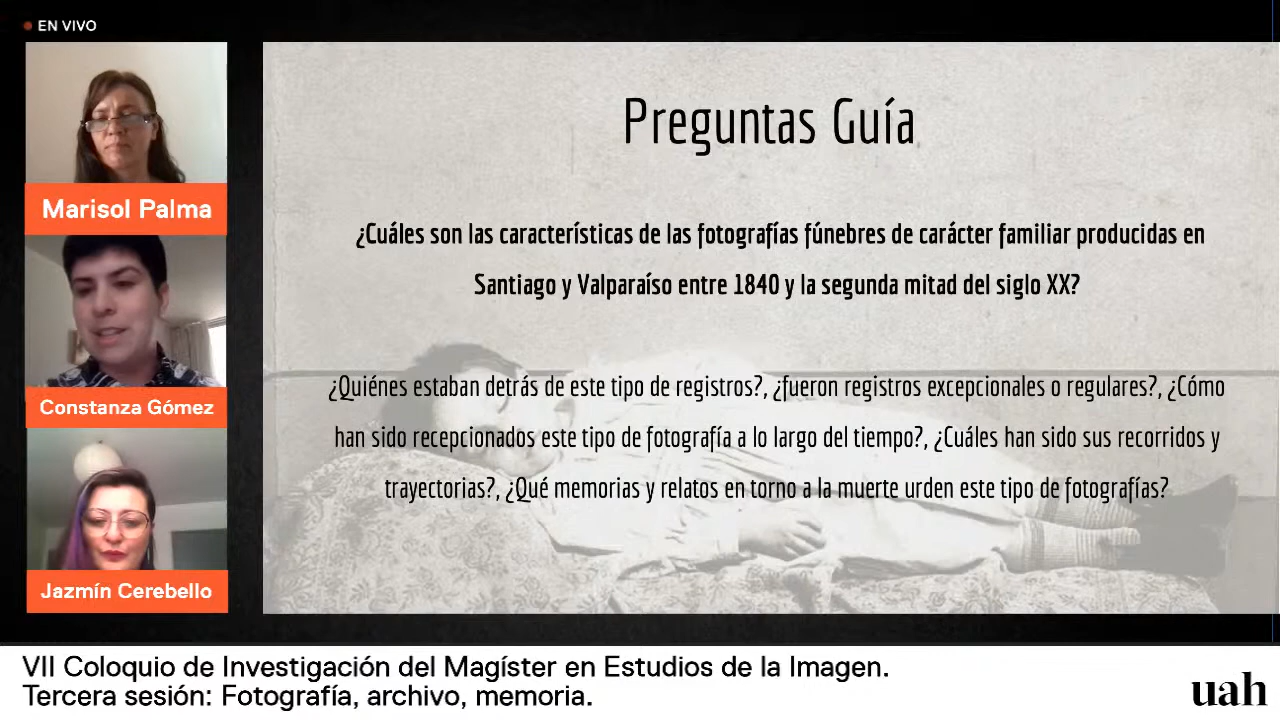 EN VIVO
Marisol Palma
Constanza Gómez
Jazmín Cerebello
Preguntas Guía
¿Cuáles son las características de las fotografías fúnebres de carácter familiar producidas en
Santiago y Valparaíso entre 1840 y la segunda mitad del siglo XX?
¿Quiénes estaban detrás de este tipo de registros?, ¿fueron registros excepcionales o regulares?, ¿Cómo
han sido recepcionados este tipo de fotografía a lo largo del tiempo?, ¿Cuáles han sido sus recorridos y
trayectorias?, ¿Qué memorias y relatos en torno a la muerte urden este tipo de fotografías?
VII Coloquio de Investigación del Magíster en Estudios de la Imagen.
Tercera sesión: Fotografía, archivo, memoria.
uah